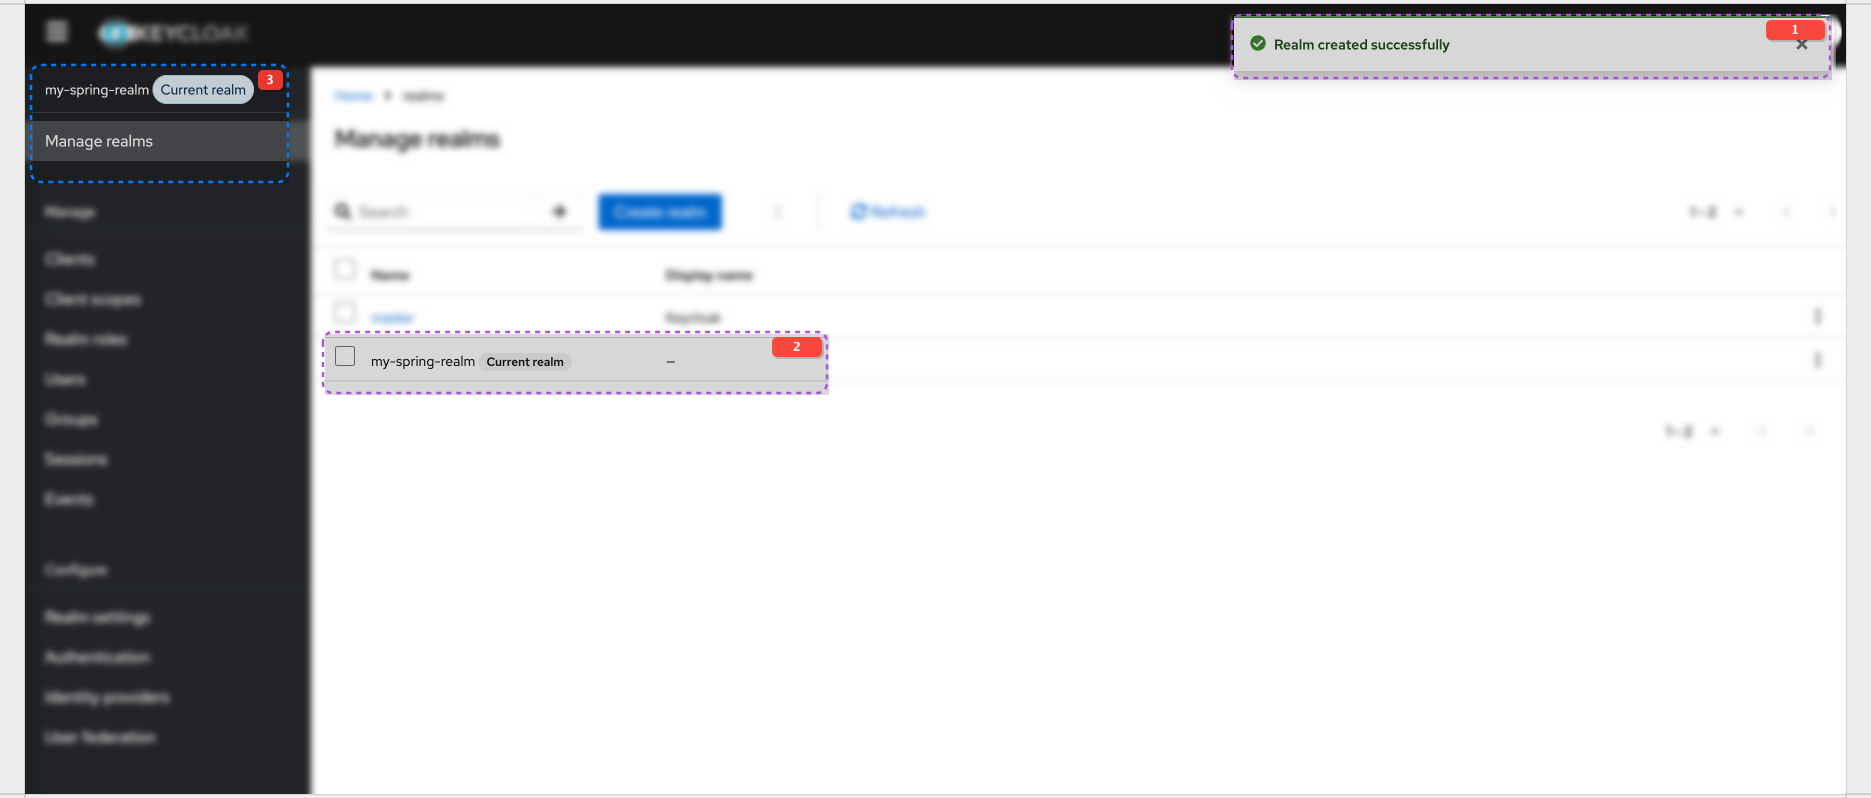 KEYCLOAK
1
Realm created successfully
my-spring-realm Current realm 3
Manage realms
Home realms
Manage realms
Search Create realm Refresh 1-2
Name Display name
master Keycloak
my-spring-realm Current realm – 2
1-2
Manage
Clients
Client scopes
Realm roles
Users
Groups
Sessions
Events
Configure
Realm settings
Authentication
Identity providers
User federation